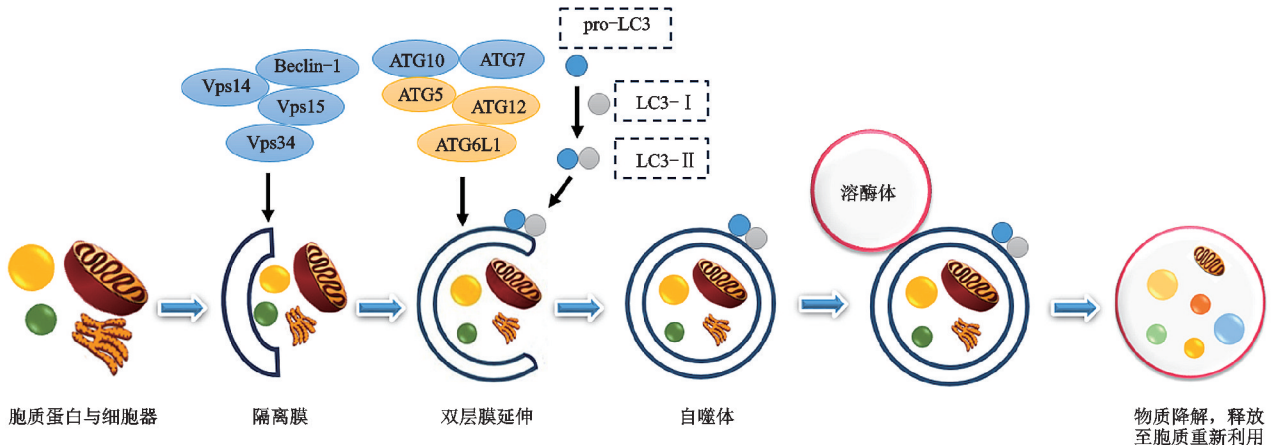 pro-LC3
Beclin-1
ATG10
ATG7
Vps14
ATG5
LC3-Ⅰ
Vps15
ATG12
Vps34
ATG6L1
LC3-Ⅱ
溶酶体
胞质蛋白与细胞器
隔离膜
双层膜延伸
自噬体
物质降解，释放
至胞质重新利用